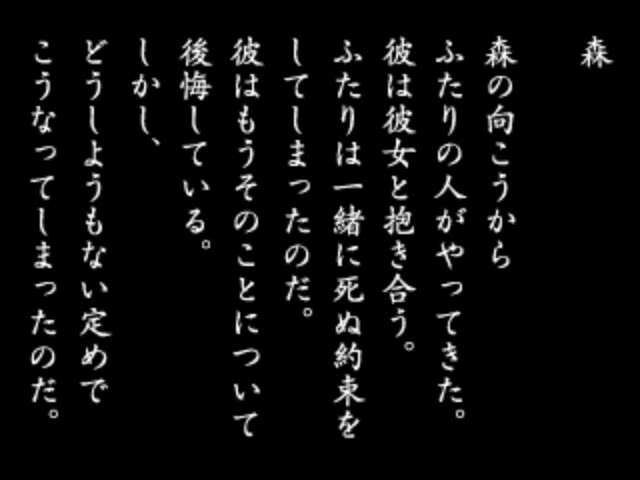 森
森の向こうから
ふたりの人がやってきた。
彼は彼女と抱き合う。
ふたりは一緒に死ぬ約束を
してしまったのだ。
彼はもうそのことについて
後悔している。
しかし、
どうしようもない定めで
こうなってしまったのだ。